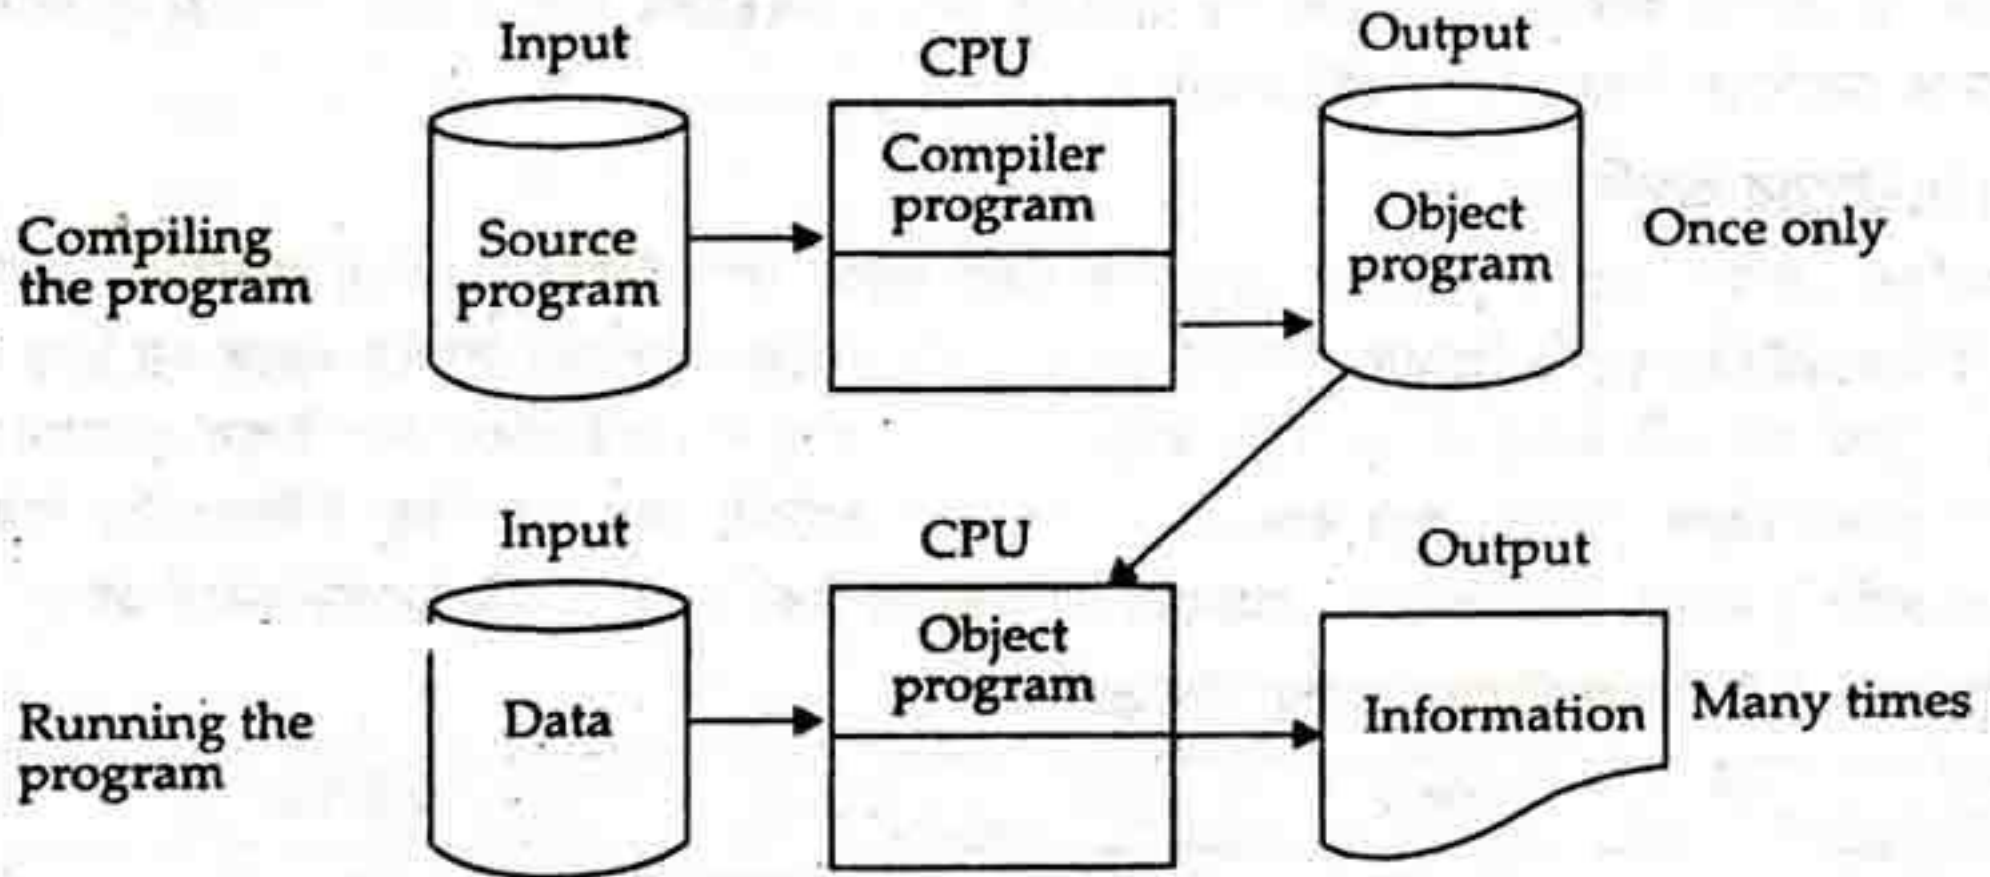 Input
CPU
Output
Compiling
the program
Source
program
Compiler
program
Object
program
Once only
Input
CPU
Output
Running the
program
Data
Object
program
Information
Many times